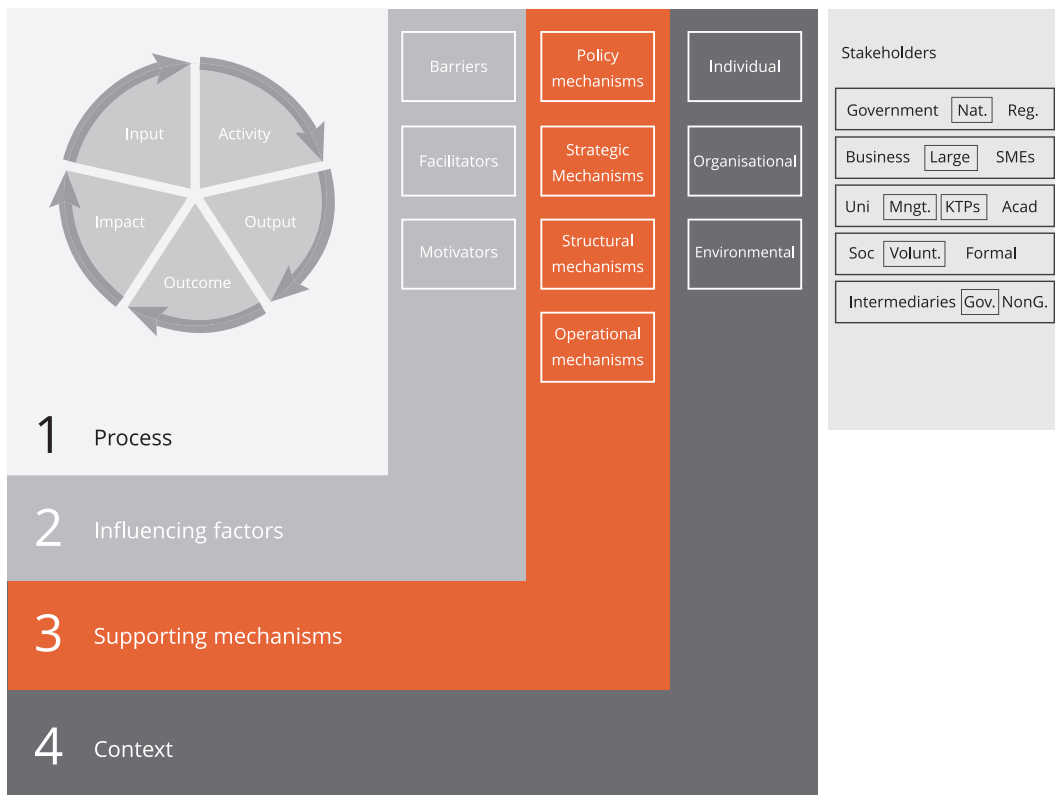 Input
Activity
Impact
Output
Outcome
1 Process
Barriers
Facilitators
Motivators
2 Influencing factors
Policy
mechanisms
Strategic
Mechanisms
Structural
mechanisms
Operational
mechanisms
3 Supporting mechanisms
Individual
Organisational
Environmental
4 Context
Stakeholders
Government Nat. Reg.
Business Large SMEs
Uni Mngt. KTPs Acad
Soc Volunt. Formal
Intermediaries Gov. NonG.